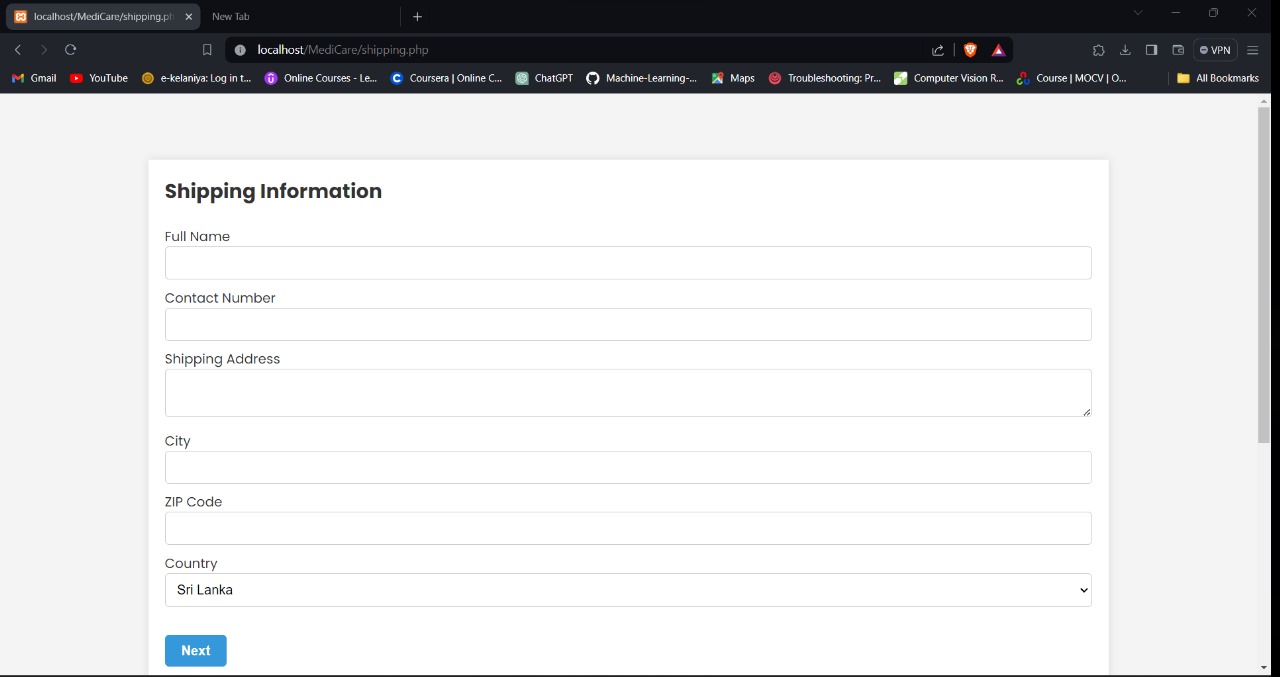 localhost/MediCare/shipping.ph
New Tab
localhost/MediCare/shipping.php
VPN
Gmail
YouTube
e-kelaniya: Log in t...
Online Courses - Le...
Coursera | Online C...
ChatGPT
Machine-Learning-...
Maps
Troubleshooting: Pr...
Computer Vision R...
Course | MOCV | O...
All Bookmarks
Shipping Information
Full Name
Contact Number
Shipping Address
City
ZIP Code
Country
Sri Lanka
Next